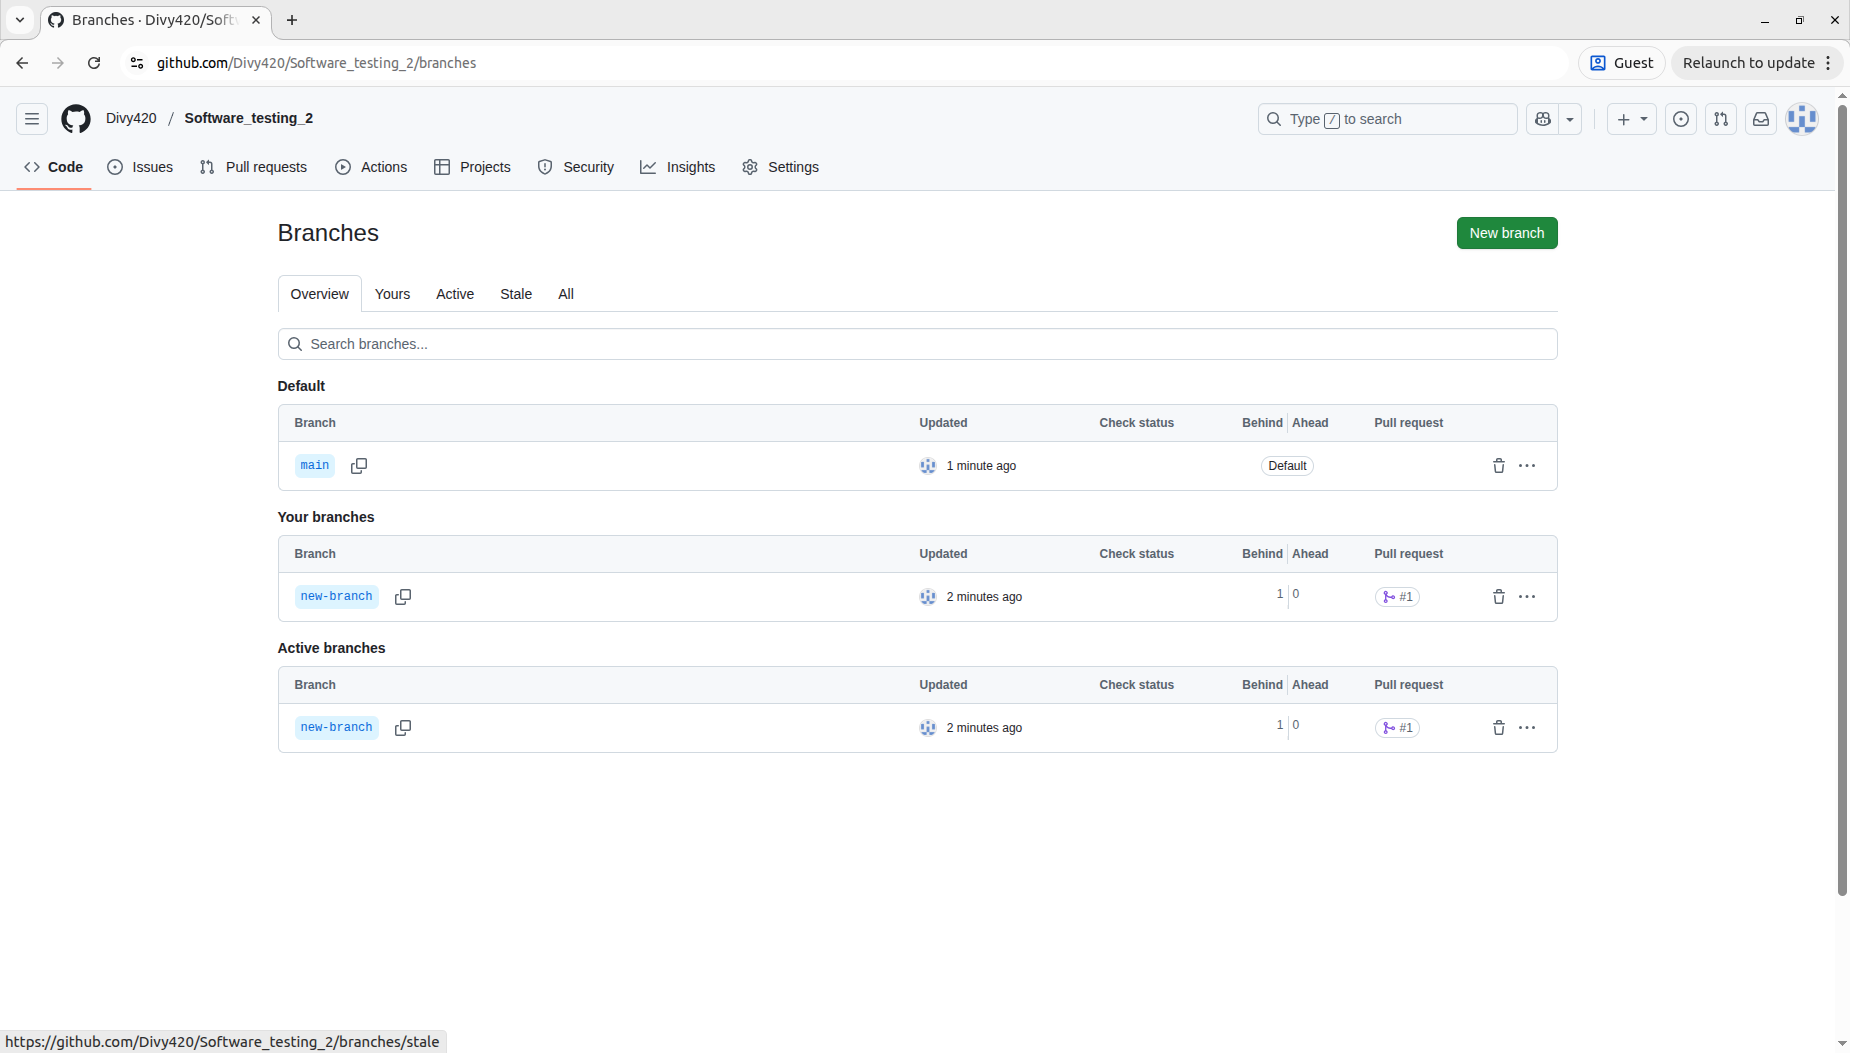 Branches · Divy420/Soft
github.com/Divy420/Software_testing_2/branches
Guest
Relaunch to update
Divy420 / Software_testing_2
Type / to search
Code Issues Pull requests Actions Projects Security Insights Settings
Branches
New branch
Overview Yours Active Stale All
Search branches...
Default
Branch Updated Check status Behind Ahead Pull request
main 1 minute ago Default
Your branches
Branch Updated Check status Behind Ahead Pull request
new-branch 2 minutes ago 1 0 #1
Active branches
Branch Updated Check status Behind Ahead Pull request
new-branch 2 minutes ago 1 0 #1
https://github.com/Divy420/Software_testing_2/branches/stale